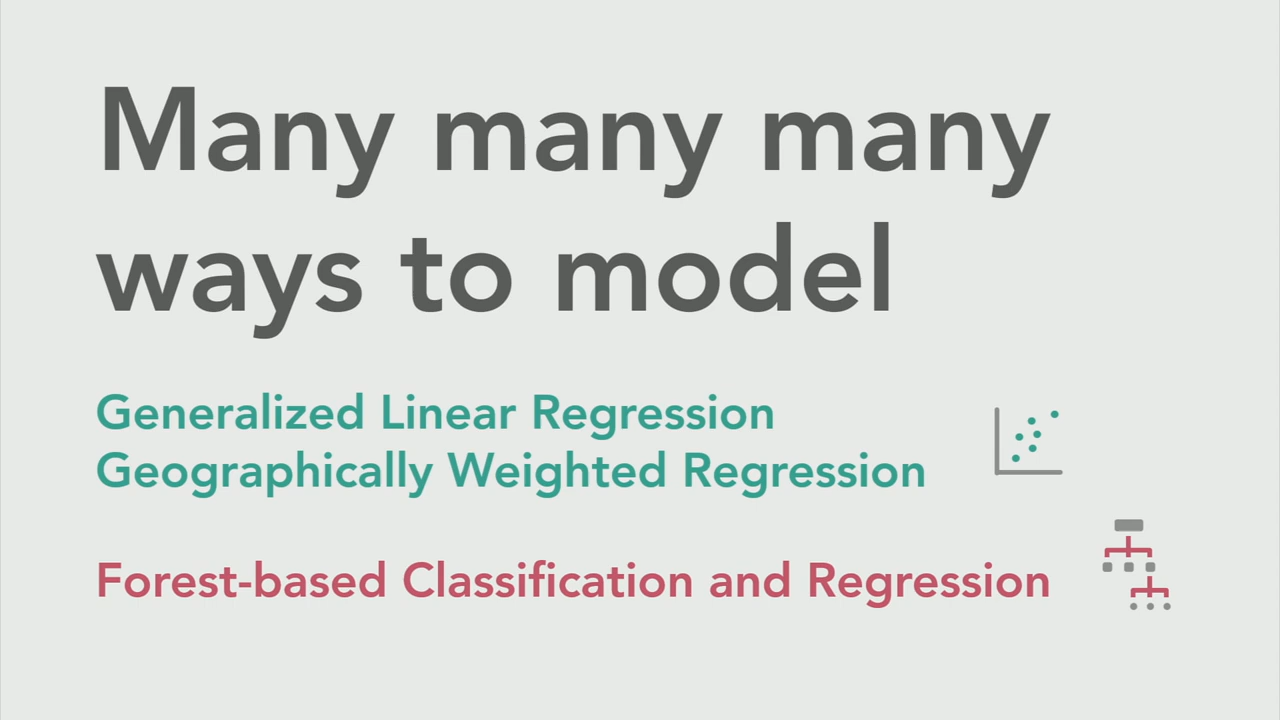 Many many many
ways to model
Generalized Linear Regression
Geographically Weighted Regression
Forest-based Classification and Regression